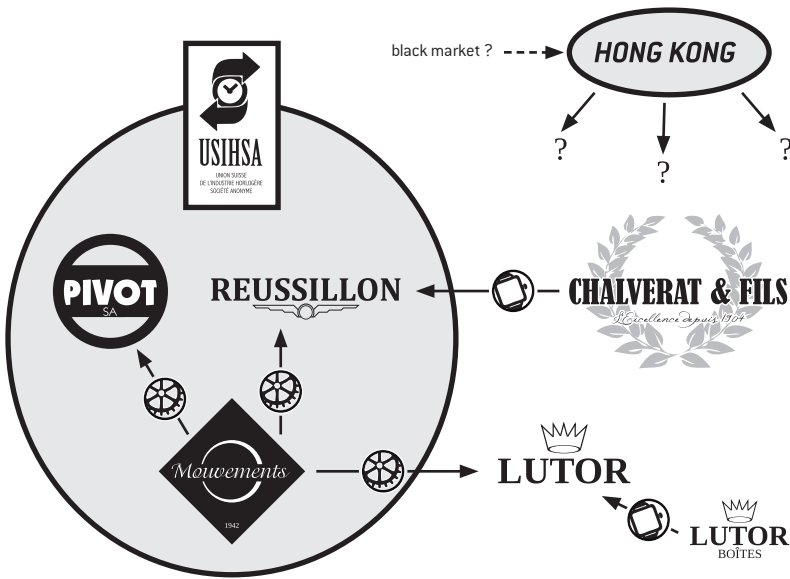 black market ?
HONG KONG
?
?
?
USIHSA
UNION SUISSE
DE L'INDUSTRIE HORLOGÈRE
SOCIÉTÉ ANONYME
PIVOT
SA
REUSSILLON
CHALVERAT & FILS
L'Excellence depuis 1904
Mouvements
1942
LUTOR
LUTOR
BOÎTES